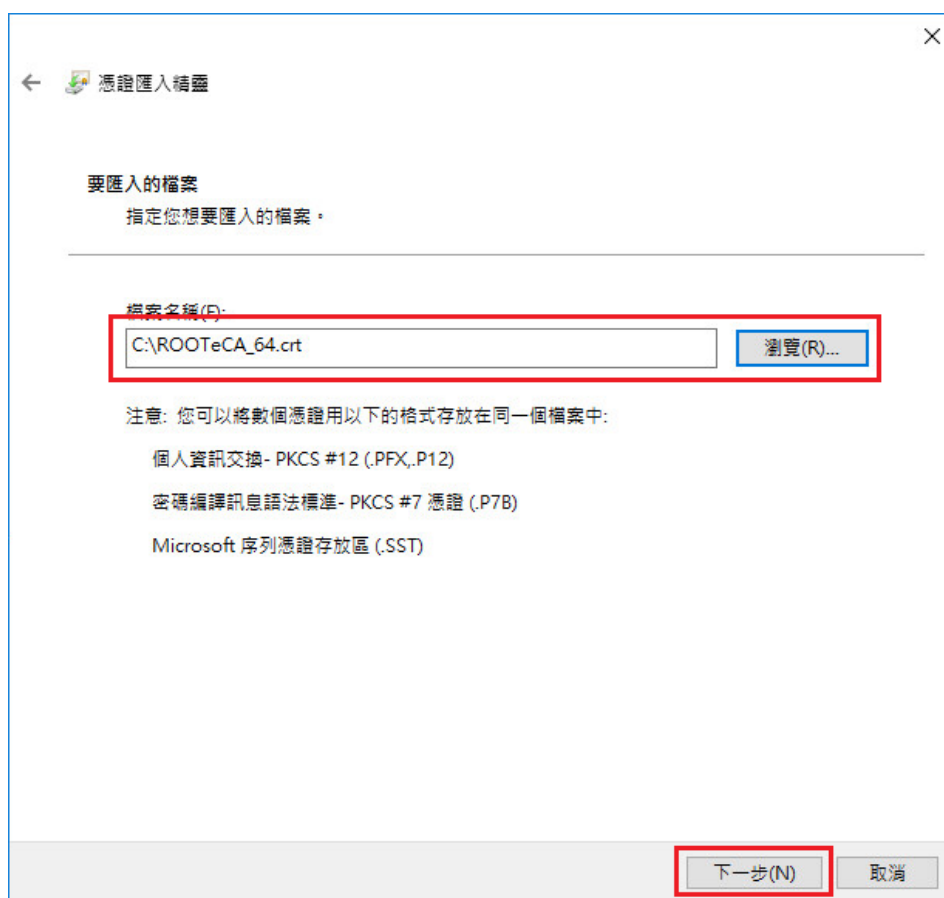 憑證匯入精靈
要匯入的檔案
指定您想要匯入的檔案。
檔案名稱(F):
C:\ROOTeCA_64.crt
瀏覽(R)...
注意: 您可以將數個憑證用以下的格式存放在同一個檔案中:
個人資訊交換- PKCS #12 (.PFX,.P12)
密碼編譯訊息語法標準- PKCS #7 憑證 (.P7B)
Microsoft 序列憑證存放區 (.SST)
下一步(N)
取消